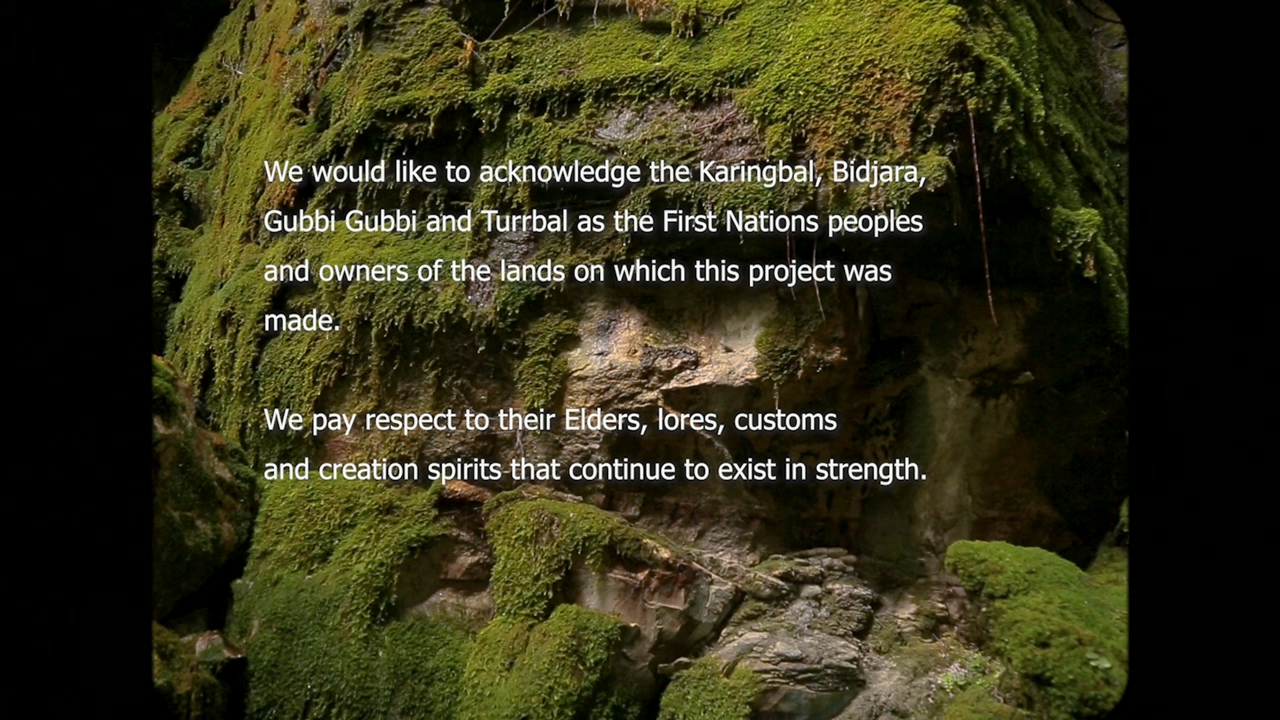 We would like to acknowledge the Karingbal, Bidjara,
Gubbi Gubbi and Turrbal as the First Nations peoples
and owners of the lands on which this project was
made.
We pay respect to their Elders, lores, customs
and creation spirits that continue to exist in strength.